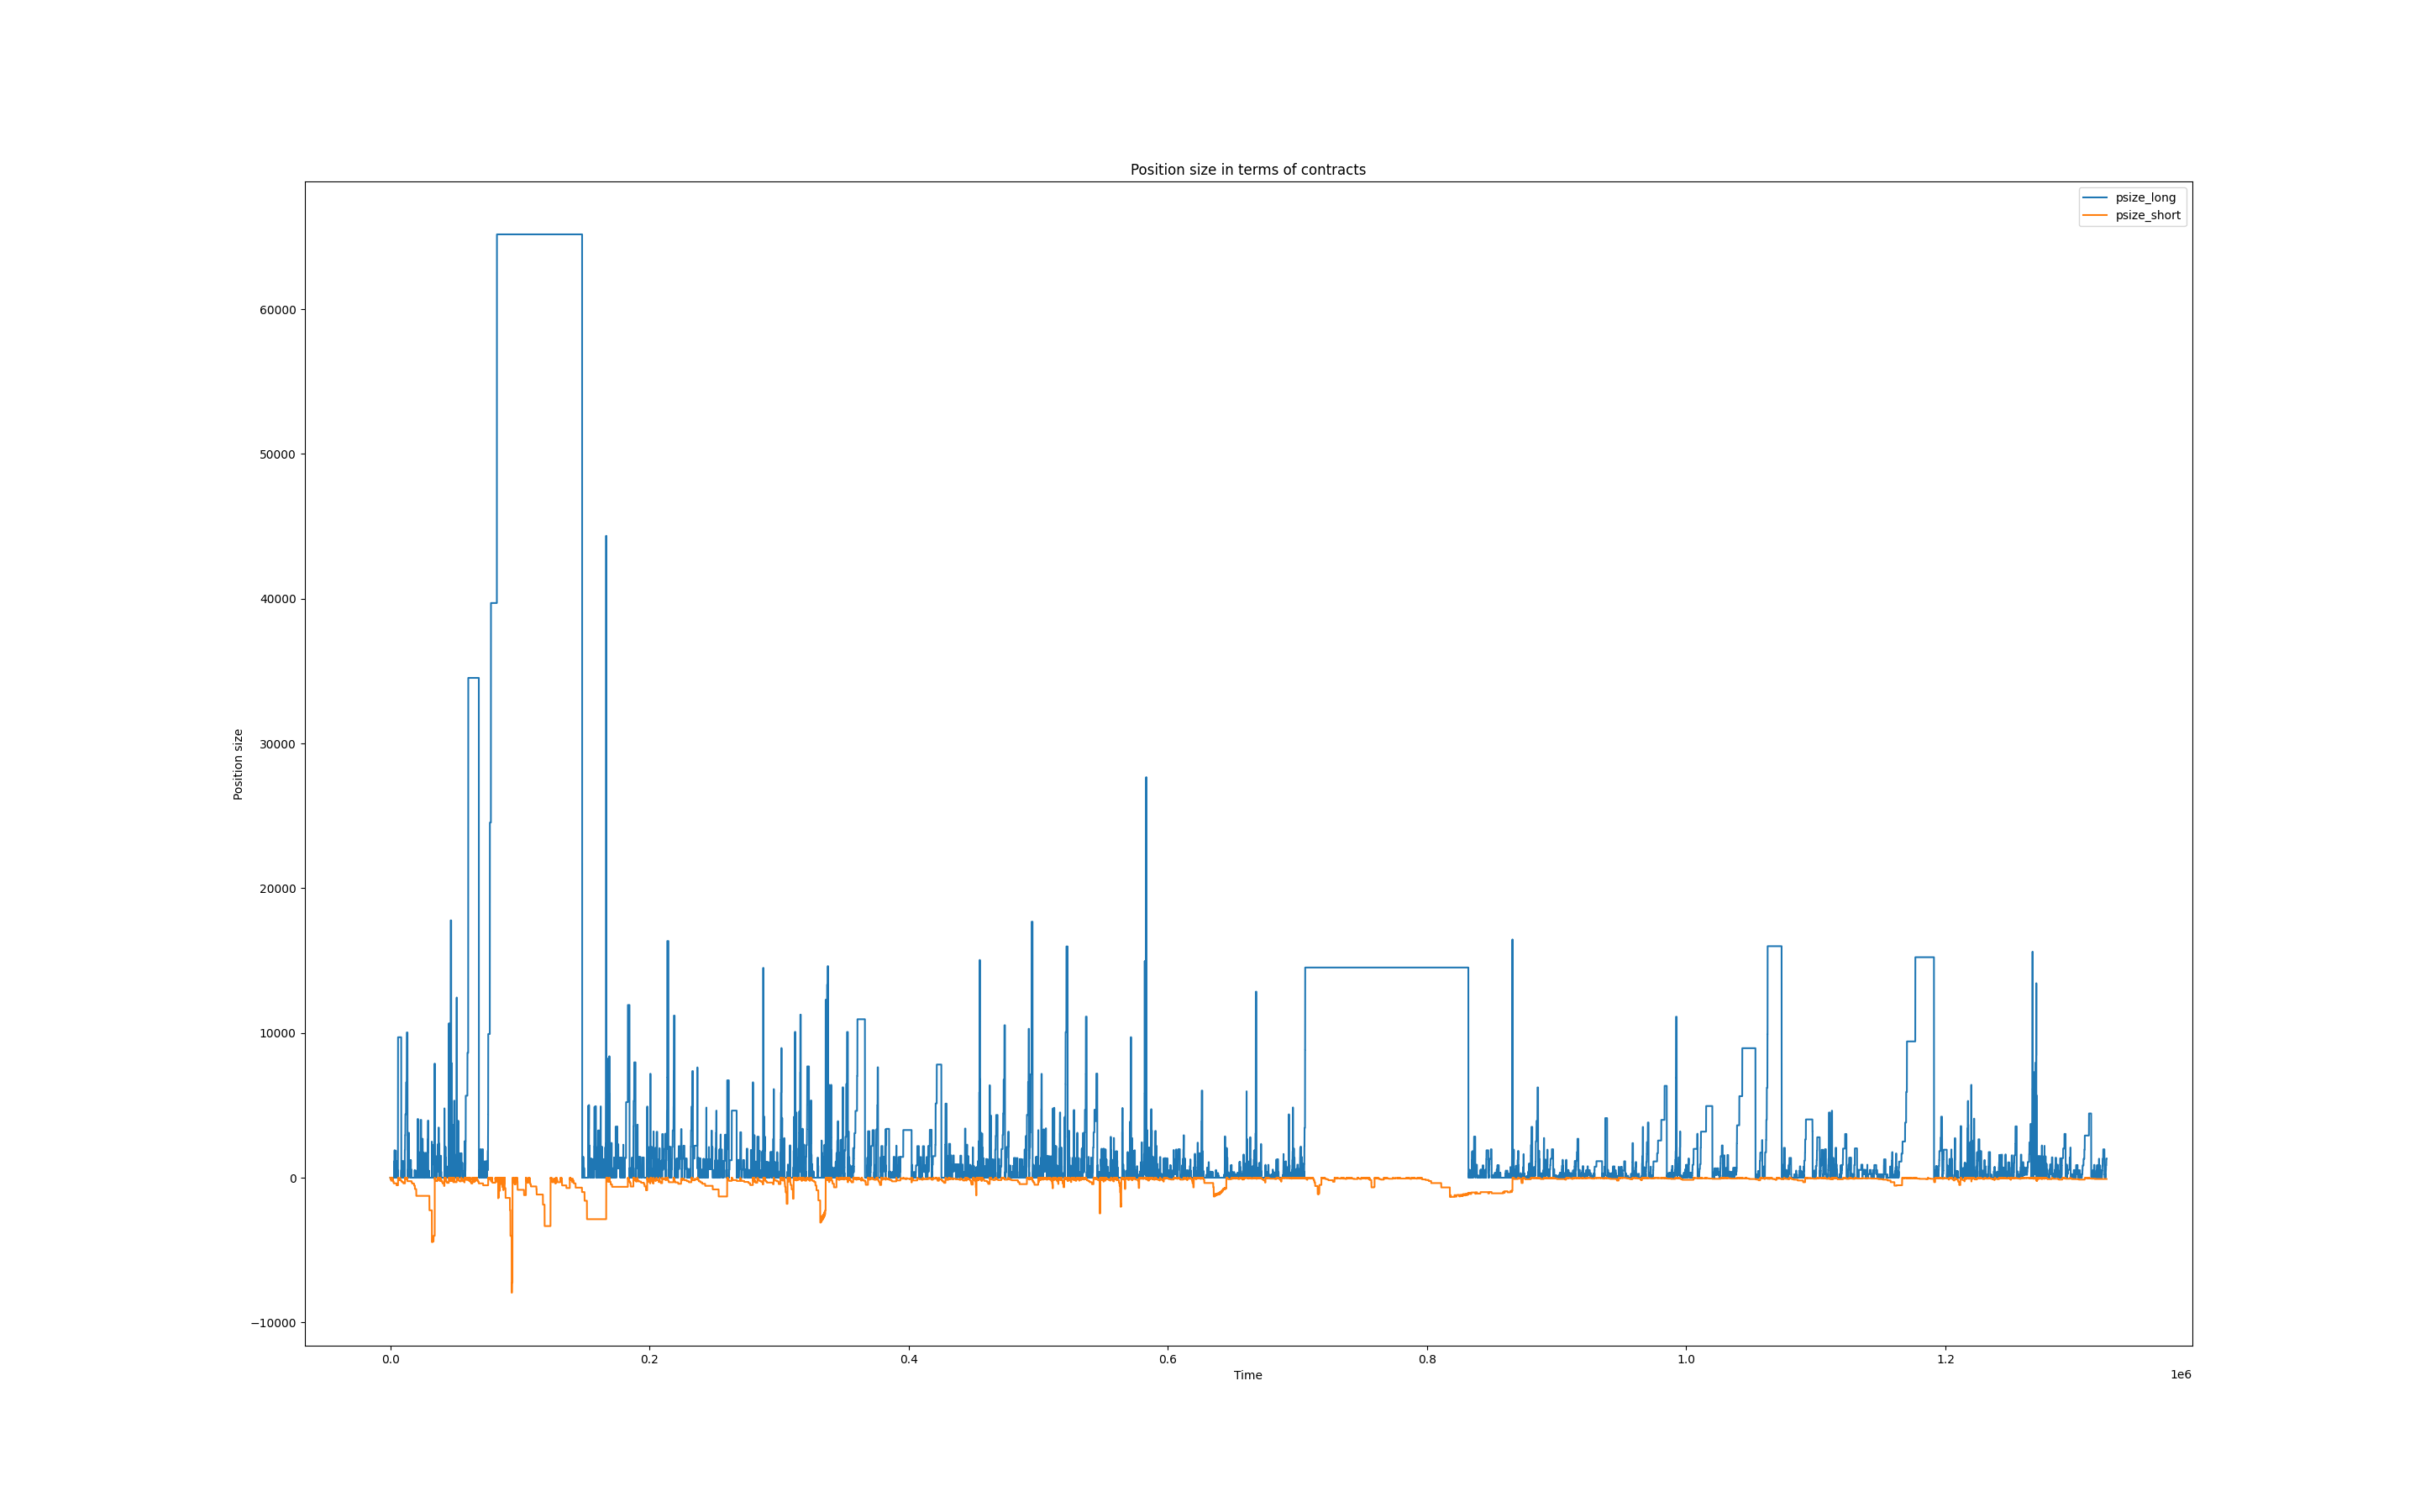 Position size in terms of contracts
psize_long
psize_short
Position size
60000
50000
40000
30000
20000
10000
0
−10000
0.0 0.2 0.4 0.6 0.8 1.0 1.2
Time
1e6